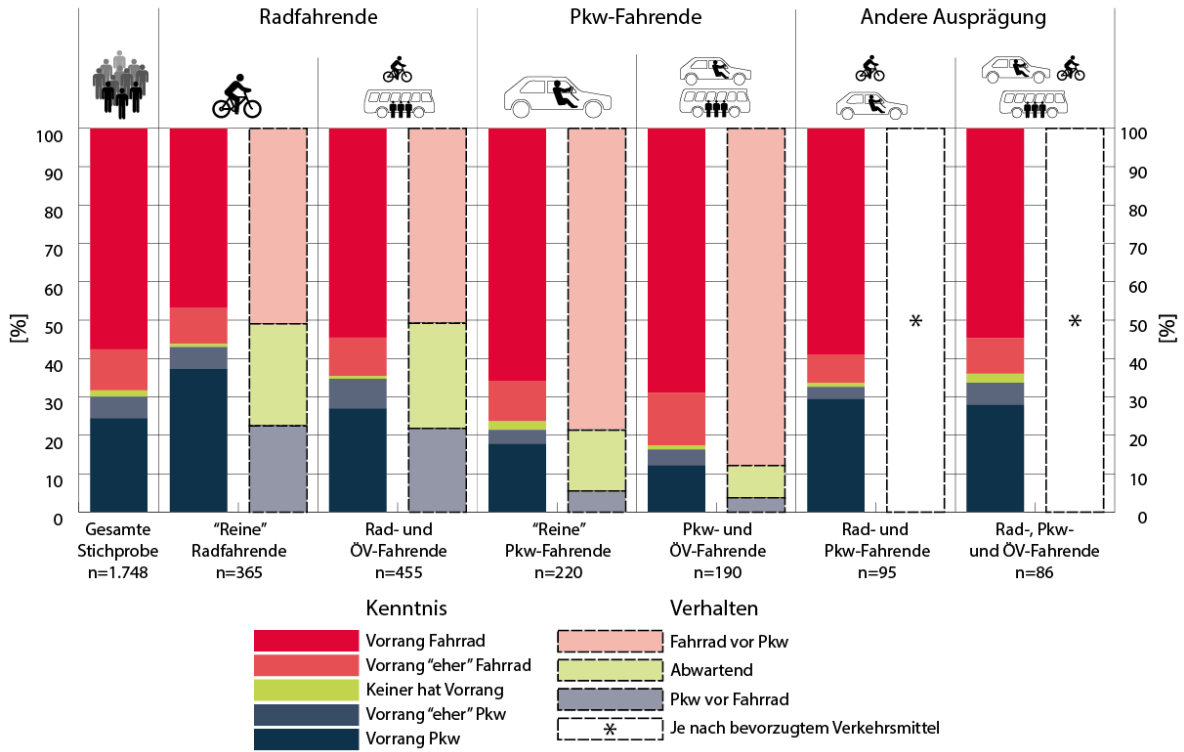 Radfahrende
Pkw-Fahrende
Andere Ausprägung
100
90
80
70
60
50
40
30
20
10
0
[%]
*
*
100
90
80
70
60
50
40
30
20
10
0
[%]
Gesamte
Stichprobe
n=1.748
"Reine"
Radfahrende
n=365
Rad- und
ÖV-Fahrende
n=455
"Reine"
Pkw-Fahrende
n=220
Pkw- und
ÖV-Fahrende
n=190
Rad- und
Pkw-Fahrende
n=95
Rad-, Pkw-
und ÖV-Fahrende
n=86
Kenntnis
Vorrang Fahrrad
Vorrang "eher" Fahrrad
Keiner hat Vorrang
Vorrang "eher" Pkw
Vorrang Pkw
Verhalten
Fahrrad vor Pkw
Abwartend
Pkw vor Fahrrad
* Je nach bevorzugtem Verkehrsmittel